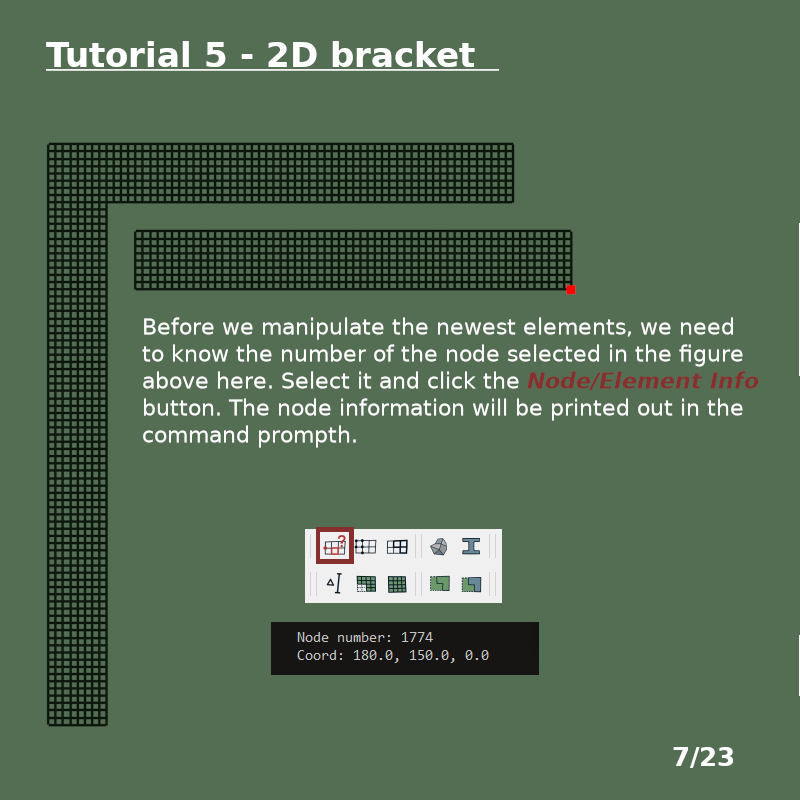 Tutorial 5 - 2D bracket
Before we manipulate the newest elements, we need
to know the number of the node selected in the figure
above here. Select it and click the Node/Element Info
button. The node information will be printed out in the
command prompth.
Node number: 1774
Coord: 180.0, 150.0, 0.0
7/23